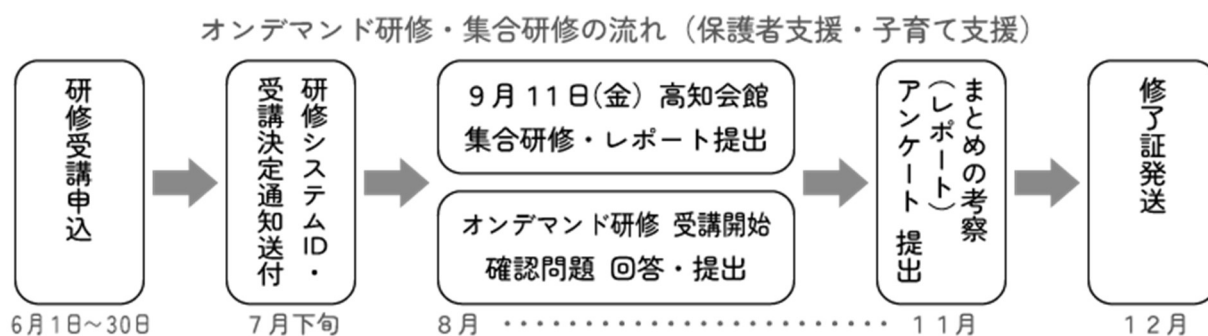 オンデマンド研修・集合研修の流れ（保護者支援・子育て支援）
研修受講申込
研修システムID・
受講決定通知送付
9月11日(金) 高知会館
集合研修・レポート提出
オンデマンド研修 受講開始
確認問題 回答・提出
まとめの考察
（レポート）
アンケート 提出
修了証発送
6月1日～30日
7月下旬
8月 ・・・・・・・・・・・・・・・・・・・・・・・・・・ 11月
12月